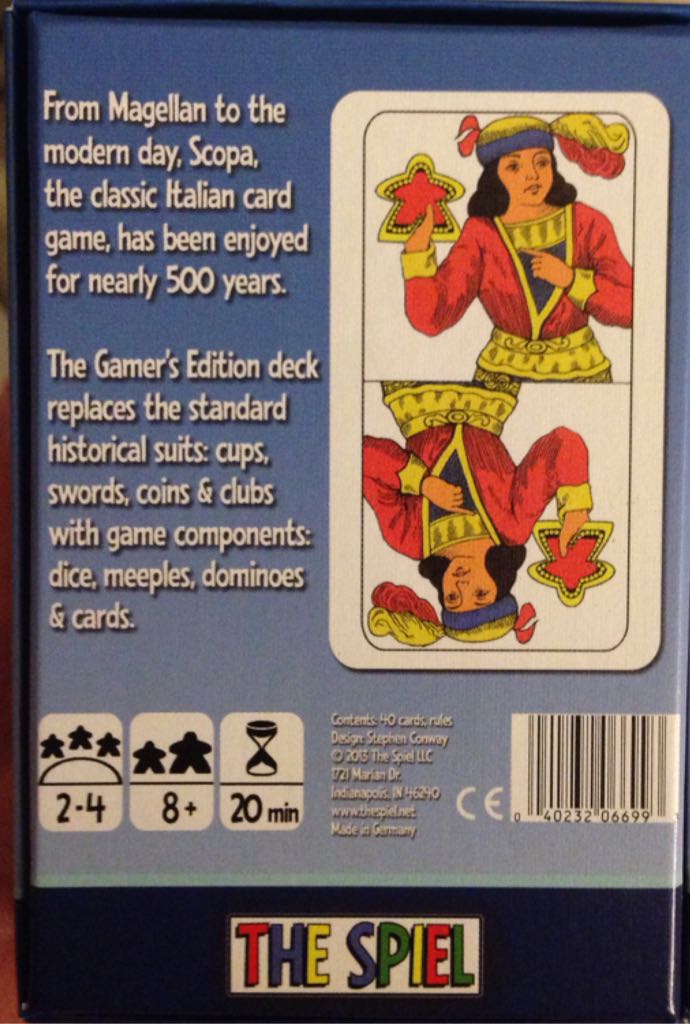 From Magellan to the
modern day, Scopa,
the classic Italian card
game, has been enjoyed
for nearly 500 years.
The Gamer's Edition deck
replaces the standard
historical suits: cups,
swords, coins & clubs
with game components:
dice, meeples, dominoes
& cards.
2-4
8+
20 min
Contents: 40 cards, rules
Design: Stephen Conway
© 2013 The Spiel LLC
1721 Marian Dr.
Indianapolis, IN 46240
www.thespiel.net
Made in Germany
CE
0 40232 06699
THE SPIEL